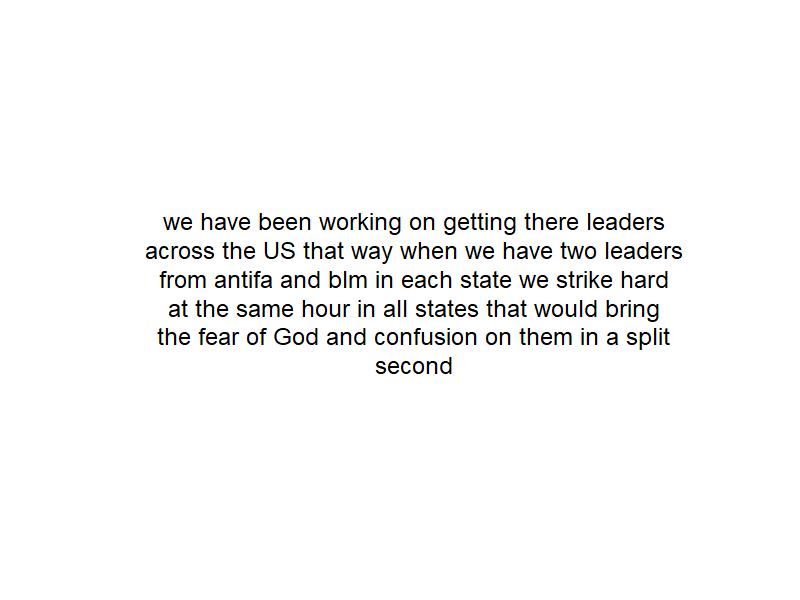 we have been working on getting there leaders
across the US that way when we have two leaders
from antifa and blm in each state we strike hard
at the same hour in all states that would bring
the fear of God and confusion on them in a split
second